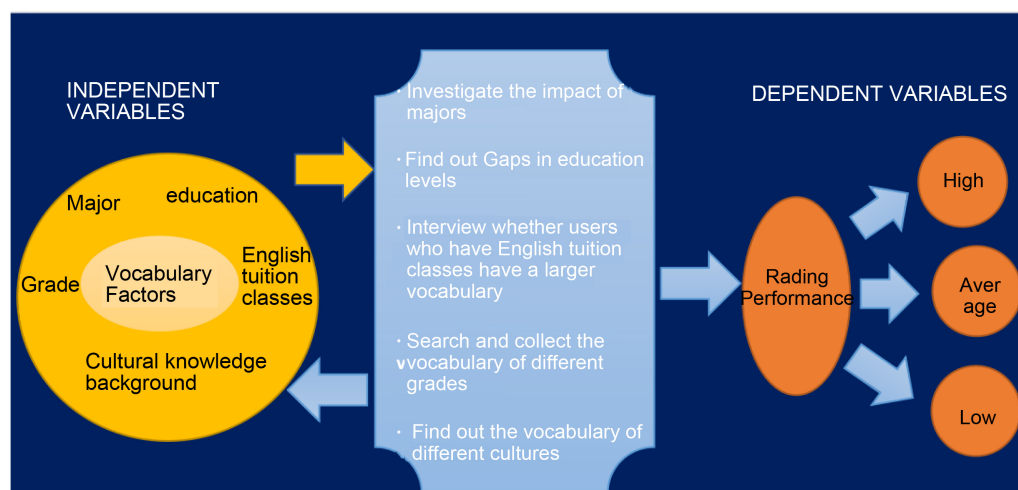 INDEPENDENT
VARIABLES
Major
education
Grade
Vocabulary
Factors
English
tuition
classes
Cultural knowledge
background
· Investigate the impact of
majors
· Find out Gaps in education
levels
· Interview whether users
who have English tuition
classes have a larger
vocabulary
· Search and collect the
vvocabulary of different
grades
· Find out the vocabulary of
different cultures
DEPENDENT VARIABLES
Rading
Performance
High
Aver
age
Low